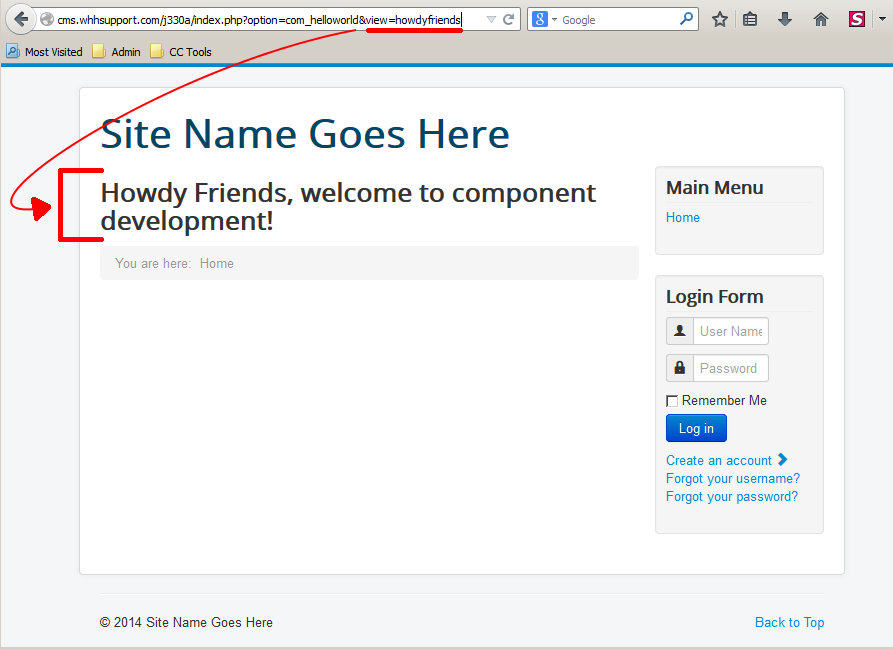 cms.whhsupport.com/j330a/index.php?option=com_helloworld&view=howdyfriends
8
Google
S
Most Visited
Admin
CC Tools
Site Name Goes Here
Howdy Friends, welcome to component
development!
You are here: Home
Main Menu
Home
Login Form
User Name
Password
Remember Me
Log in
Create an account
Forgot your username?
Forgot your password?
© 2014 Site Name Goes Here
Back to Top